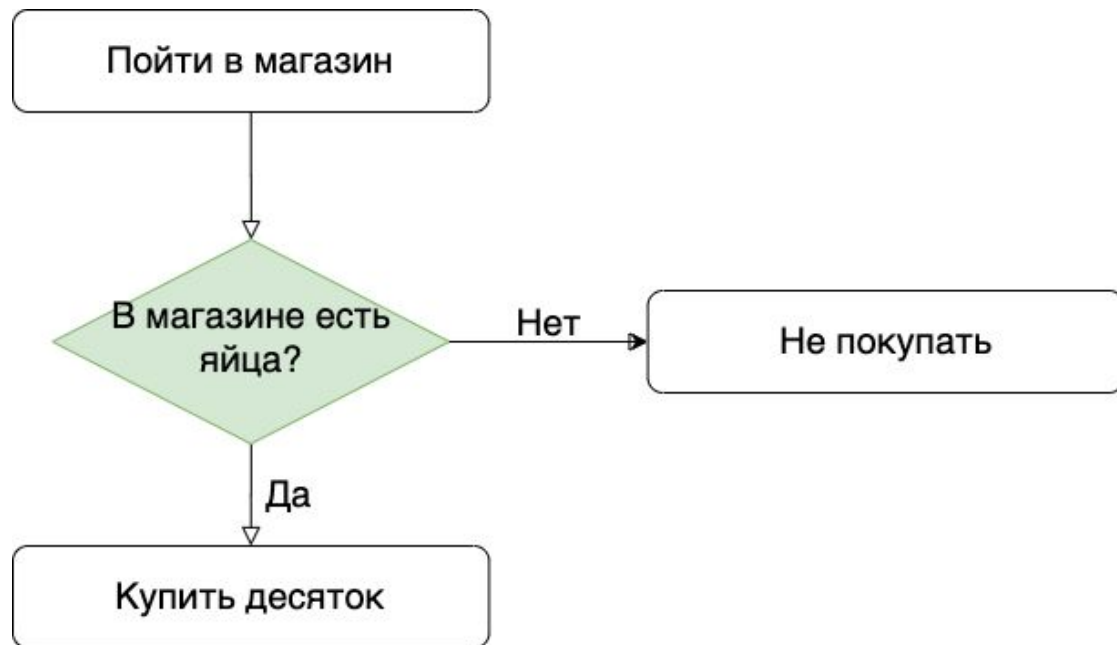 Пойти в магазин
В магазине есть
яйца?
Нет
Не покупать
Да
Купить десяток